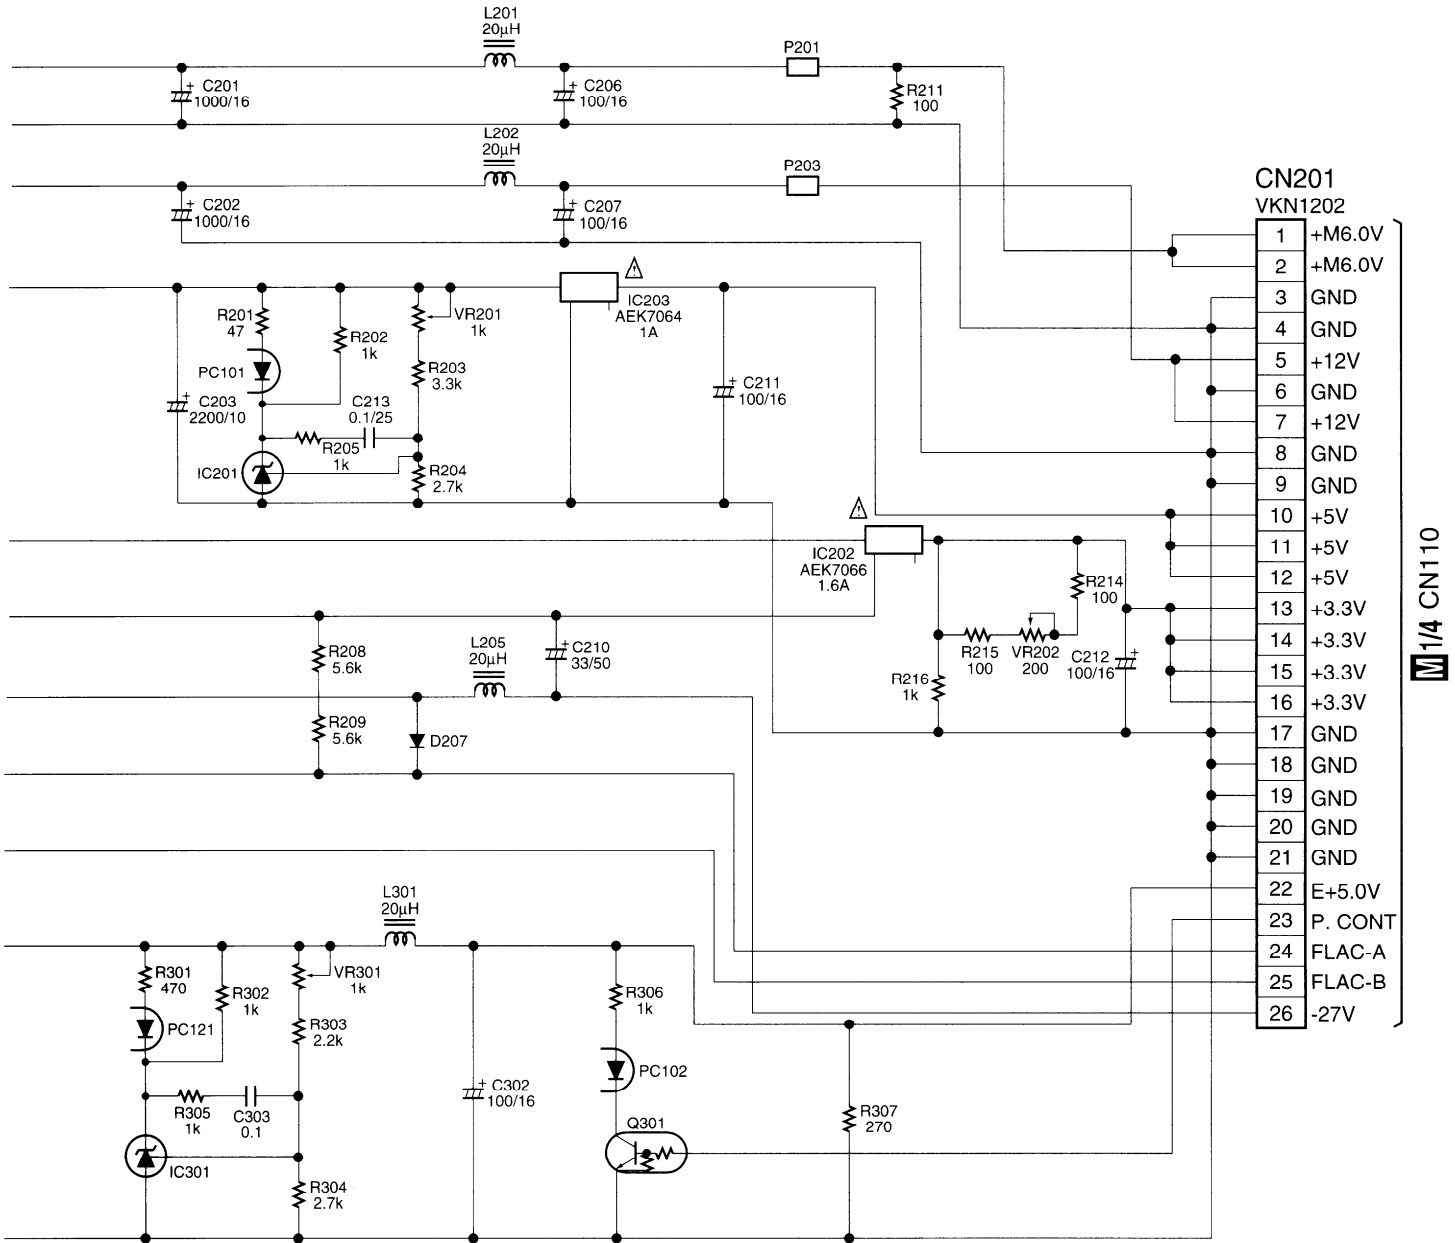 L201
20µH
P201
C201
1000/16
C206
100/16
R211
100
L202
20µH
P203
C202
1000/16
C207
100/16
CN201
VKN1202
1 +M6.0V
2 +M6.0V
3 GND
4 GND
5 +12V
6 GND
7 +12V
8 GND
9 GND
10 +5V
11 +5V
12 +5V
13 +3.3V
14 +3.3V
15 +3.3V
16 +3.3V
17 GND
18 GND
19 GND
20 GND
21 GND
22 E+5.0V
23 P. CONT
24 FLAC-A
25 FLAC-B
26 -27V
M 1/4 CN110
R201
47
R202
1k
VR201
1k
IC203
AEK7064
1A
PC101
R203
3.3k
C203
2200/10
C213
0.1/25
C211
100/16
R205
1k
IC201
R204
2.7k
IC202
AEK7066
1.6A
R214
100
R208
5.6k
L205
20µH
C210
33/50
R215
100
VR202
200
C212
100/16
R216
1k
R209
5.6k
D207
L301
20µH
R301
470
R302
1k
VR301
1k
R306
1k
PC121
R303
2.2k
PC102
C302
100/16
R305
1k
C303
0.1
Q301
R307
270
IC301
R304
2.7k